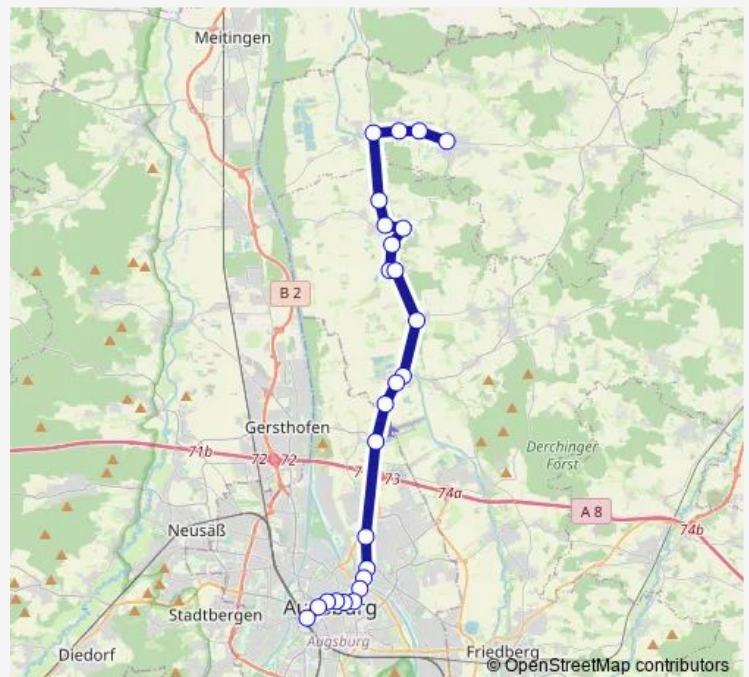 Meitingen
B 2
Gersthofen
Derchinger
Forst
71b
72
72
7
73
74a
A 8
74b
Neusäß
Stadtbergen
Augsburg
Augsburg
Diedorf
Friedberg
© OpenStreetMap contributors